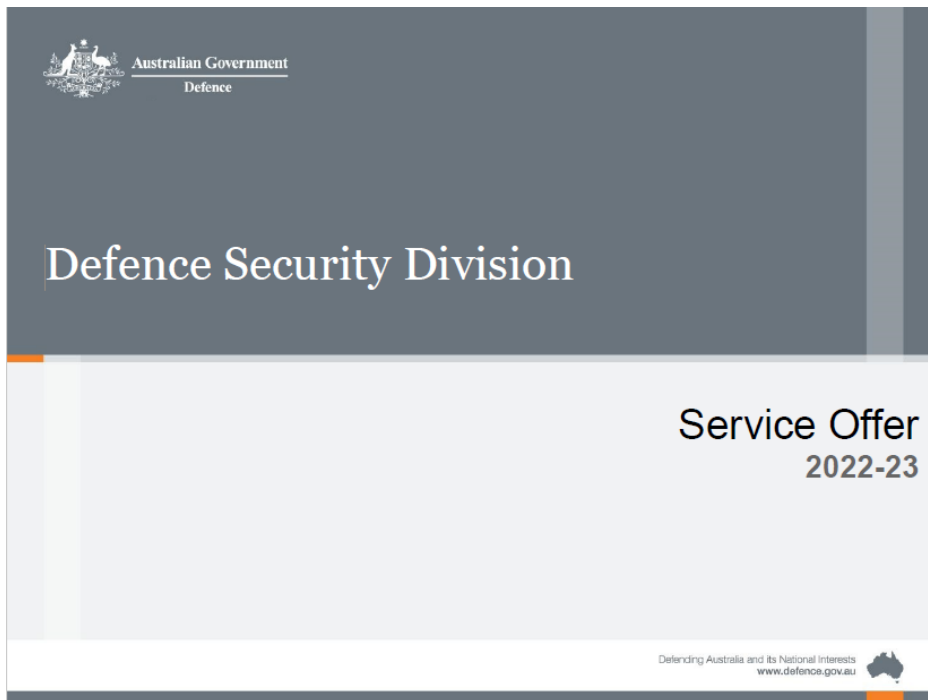 Australian Government
Defence
Defence Security Division
Service Offer
2022-23
Defending Australia and its National Interests
www.defence.gov.au